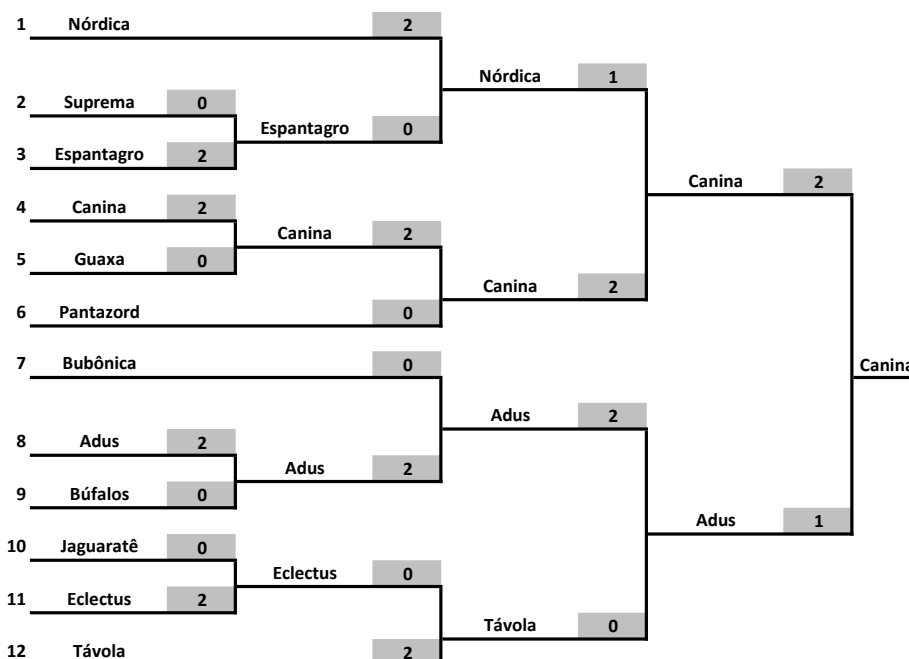 1 Nórdica 2
Nórdica 1
2 Suprema 0
Espantagro 0
3 Espantagro 2
Canina 2
4 Canina 2
Canina 2
5 Guaxa 0
Canina 2
6 Pantazord 0
7 Bubônica 0
Canina
Adus 2
8 Adus 2
Adus 2
9 Búfalos 0
Adus 1
10 Jaguaratê 0
Eclectus 0
11 Eclectus 2
Távola 0
12 Távola 2